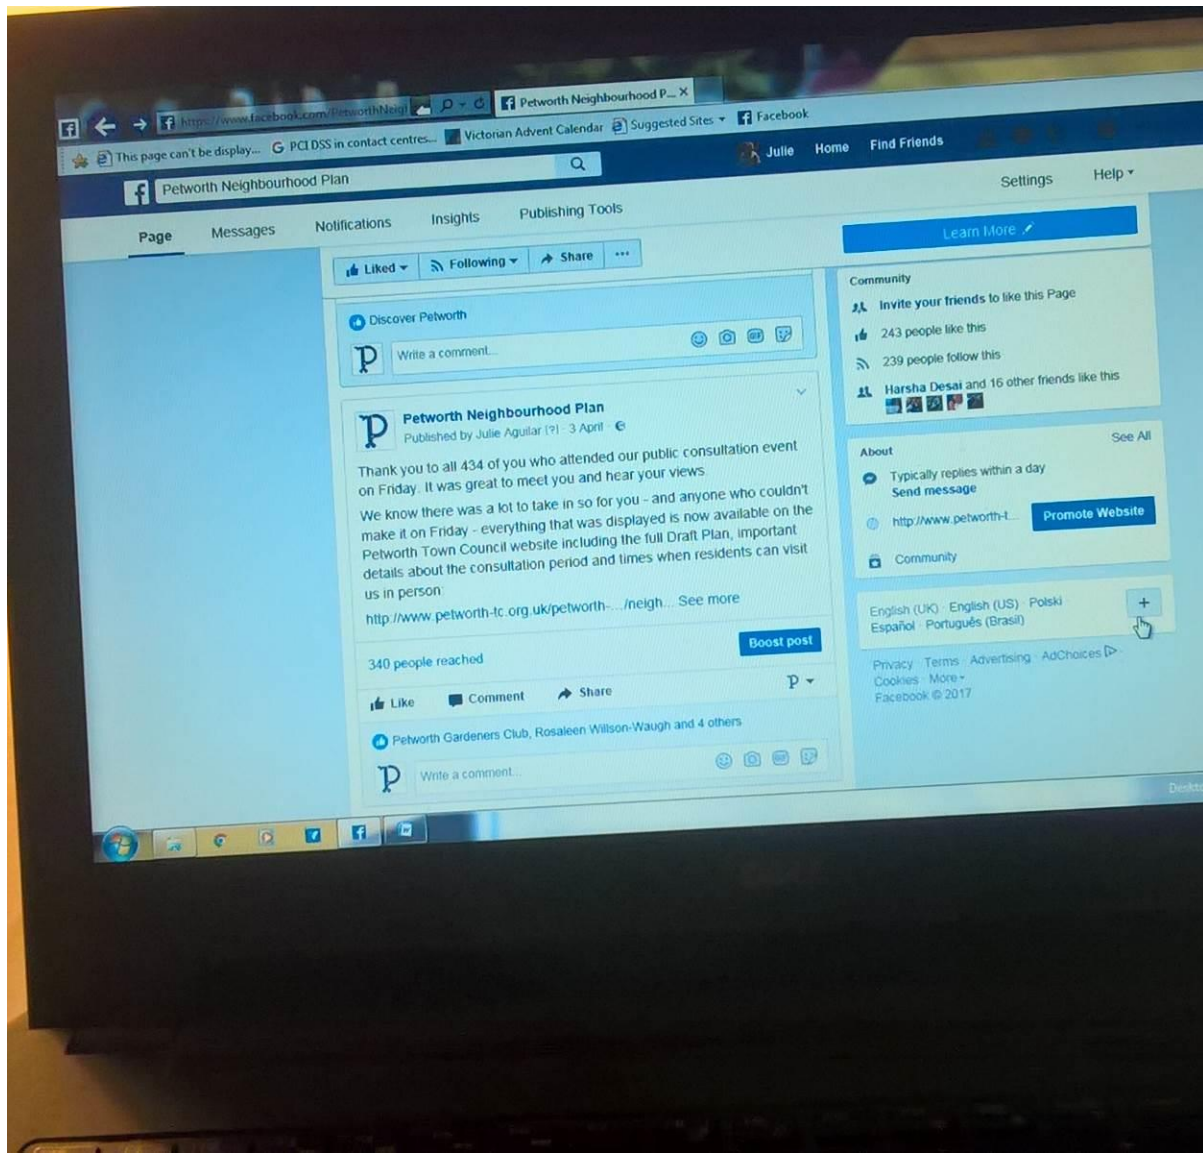 https://www.facebook.com/PetworthNeigl
Petworth Neighbourhood P... ×
This page can't be display...
G PCI DSS in contact centres...
Victorian Advent Calendar
Suggested Sites
Facebook
Petworth Neighbourhood Plan
Julie
Home
Find Friends
Page
Messages
Notifications
Insights
Publishing Tools
Settings
Help
Liked
Following
Share
...
Learn More
Discover Petworth
Write a comment...
GIF
Petworth Neighbourhood Plan
Published by Julie Aguilar [?] · 3 April ·
Thank you to all 434 of you who attended our public consultation event
on Friday. It was great to meet you and hear your views.
We know there was a lot to take in so for you - and anyone who couldn't
make it on Friday - everything that was displayed is now available on the
Petworth Town Council website including the full Draft Plan, important
details about the consultation period and times when residents can visit
us in person:
http://www.petworth-tc.org.uk/petworth-.../neigh... See more
340 people reached
Boost post
Like
Comment
Share
P
Petworth Gardeners Club, Rosaleen Willson-Waugh and 4 others
P
Write a comment...
GIF
Community
Invite your friends to like this Page
243 people like this
239 people follow this
Harsha Desai and 16 other friends like this
About
See All
Typically replies within a day
Send message
http://www.petworth-t...
Promote Website
Community
English (UK) · English (US) · Polski
Español · Português (Brasil)
+
Privacy · Terms · Advertising · AdChoices
Cookies · More
Facebook © 2017